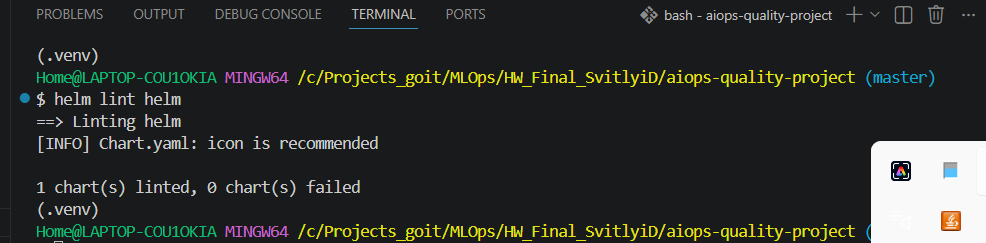 PROBLEMS OUTPUT DEBUG CONSOLE TERMINAL PORTS bash - aiops-quality-project
(.venv)
Home@LAPTOP-COU1OKIA MINGW64 /c/Projects_goit/MLOps/HW_Final_SvitlyiD/aiops-quality-project (master)
$ helm lint helm
==> Linting helm
[INFO] Chart.yaml: icon is recommended
1 chart(s) linted, 0 chart(s) failed
(.venv)
Home@LAPTOP-COU1OKIA MINGW64 /c/Projects_goit/MLOps/HW_Final_SvitlyiD/aiops-quality-project (